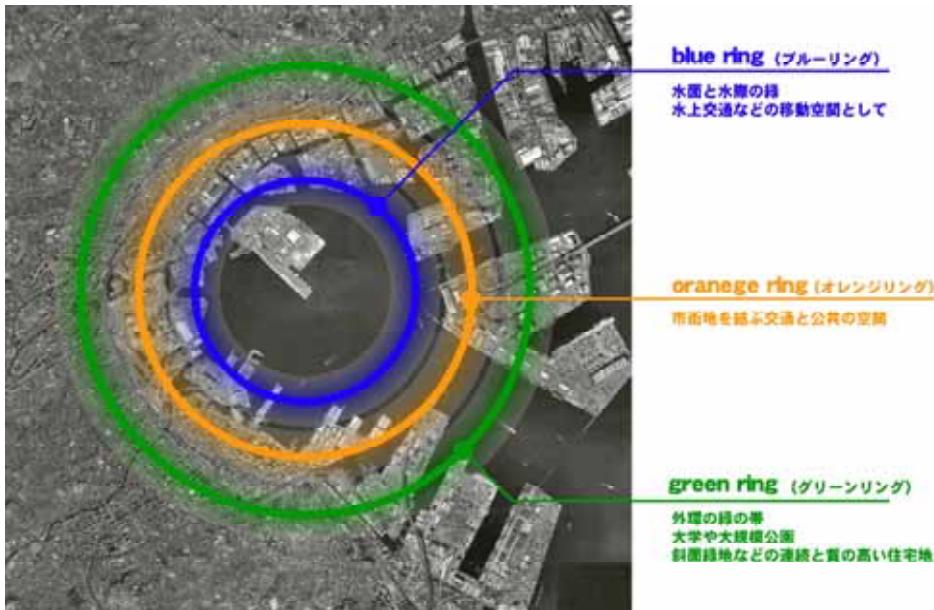 blue ring (ブルーリング)
水面と水際の緑
水上交通などの移動空間として
oranege ring (オレンジリング)
市街地を結ぶ交通と公共の空間
green ring (グリーンリング)
外環の緑の帯
大学や大規模公園
斜面緑地などの連続と質の高い住宅地